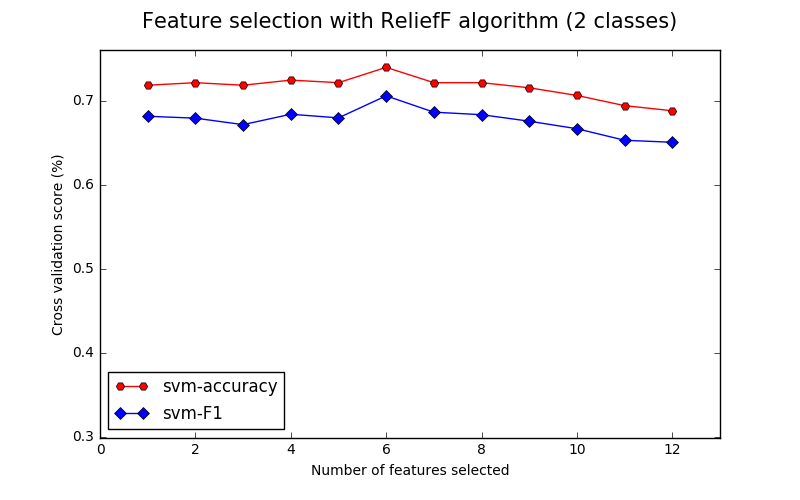 Feature selection with ReliefF algorithm (2 classes)
Cross validation score (%)
0.7
0.6
0.5
0.4
0.3
svm-accuracy
svm-F1
0 2 4 6 8 10 12
Number of features selected